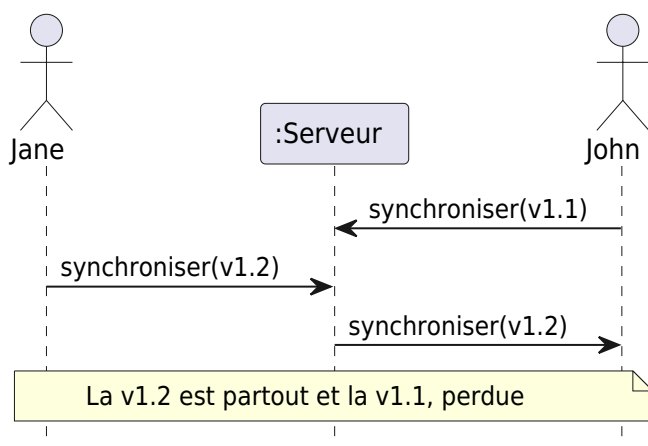 Jane
:Serveur
John
synchroniser(v1.1)
synchroniser(v1.2)
synchroniser(v1.2)
La v1.2 est partout et la v1.1, perdue